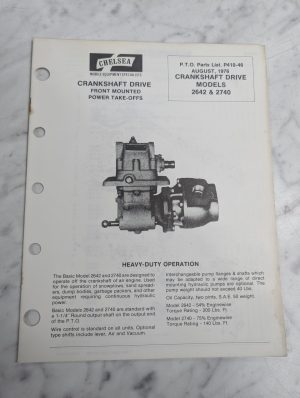 CHELSEA
MOBILE EQUIPMENT SPECIALISTS
CRANKSHAFT DRIVE
FRONT MOUNTED
POWER TAKE-OFFS
P.T.O. Parts List, P410-46
AUGUST, 1976
CRANKSHAFT DRIVE
MODELS
2642 & 2740
HEAVY-DUTY OPERATION
The Basic Model 2642 and 2740 are designed to
operate off the crankshaft of an engine. Used
for the operation of snowplows, sand spread-
ers, dump bodies, garbage packers, and other
equipment requiring continuous hydraulic
power.
Basic Models 2642 and 2740 are standard with
a 1-1/4" Round output shaft on the output end
of the P.T.O.
Wire control is standard on all units. Optional
type shifts include lever, Air and Vacuum.
Interchangeable pump flanges & shafts which
may be adapted to a wide range of direct
mounting hydraulic pumps are optional. The
pump weight should not exceed 40 Lbs.
Oil Capacity, two pints, S.A.E. 50 weight.
Model 2640 - 54% Enginewise
Torque Rating - 200 Lbs. Ft.
Model 2740 - 75% Enginewise
Torque Rating - 140 Lbs. Ft.